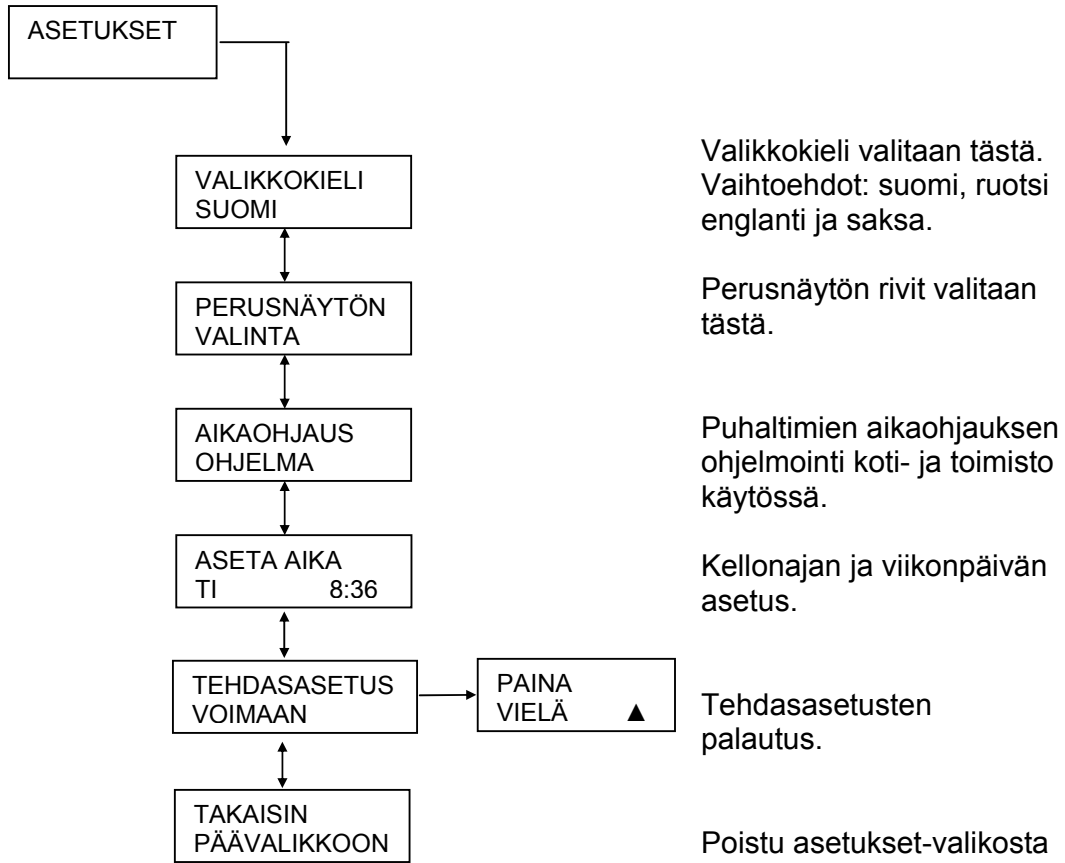 ASETUKSET
VALIKKOKIELI
SUOMI
Valikkokieli valitaan tästä.
Vaihtoehdot: suomi, ruotsi
englanti ja saksa.
PERUSNÄYTÖN
VALINTA
Perusnäytön rivit valitaan
tästä.
AIKAOHJAUS
OHJELMA
Puhaltimien aikaohjauksen
ohjelmointi koti- ja toimisto
käytössä.
ASETA AIKA
TI 8:36
Kellonajan ja viikonpäivän
asetus.
TEHDASASETUS
VOIMAAN
PAINA
VIELÄ ▲
Tehdasasetusten
palautus.
TAKAISIN
PÄÄVALIKKOON
Poistu asetukset-valikosta